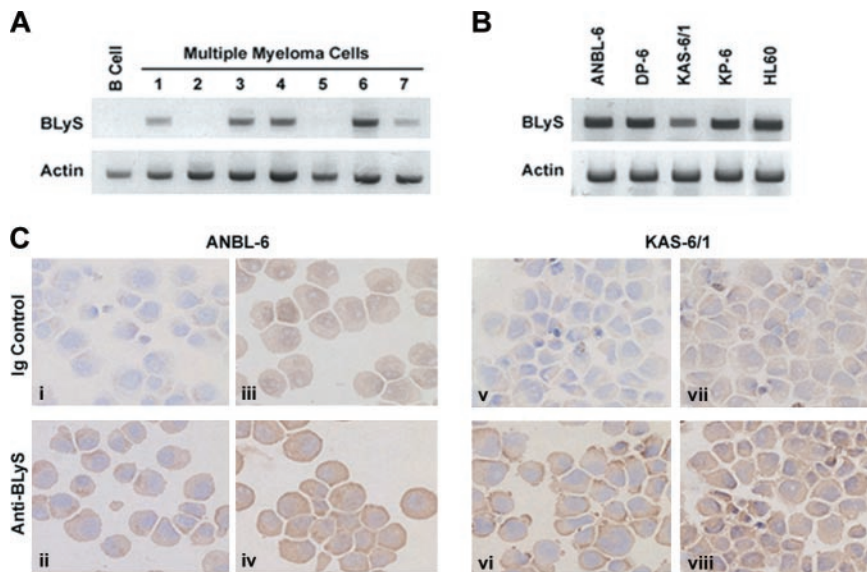 A
Multiple Myeloma Cells
B Cell 1 2 3 4 5 6 7
BLyS
Actin
B
ANBL-6 DP-6 KAS-6/1 KP-6 HL60
BLyS
Actin
C
ANBL-6 KAS-6/1
Ig Control
i iii v vii
Anti-BLyS
ii iv vi viii